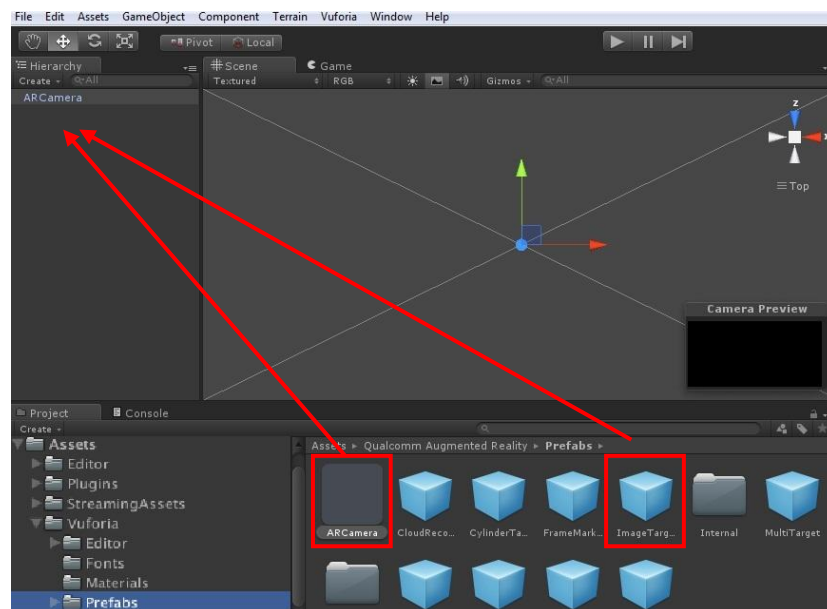 File Edit Assets GameObject Component Terrain Vuforia Window Help
Pivot Local
Hierarchy Scene Game
Create All Textured RGB Gizmos All
ARCamera
z
x
Top
Camera Preview
Project Console
Create
Assets Assets Qualcomm Augmented Reality Prefabs
Editor
Plugins
StreamingAssets
Vuforia
ARCamera CloudReco... CylinderTa... FrameMark... ImageTarg... Internal MultiTarget
Editor
Fonts
Materials
Prefabs